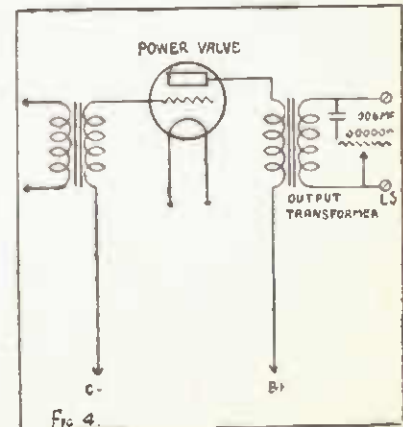 POWER VALVE
.006MF
OUTPUT
TRANSFORMER
LS
C-
B+
FIG 4.